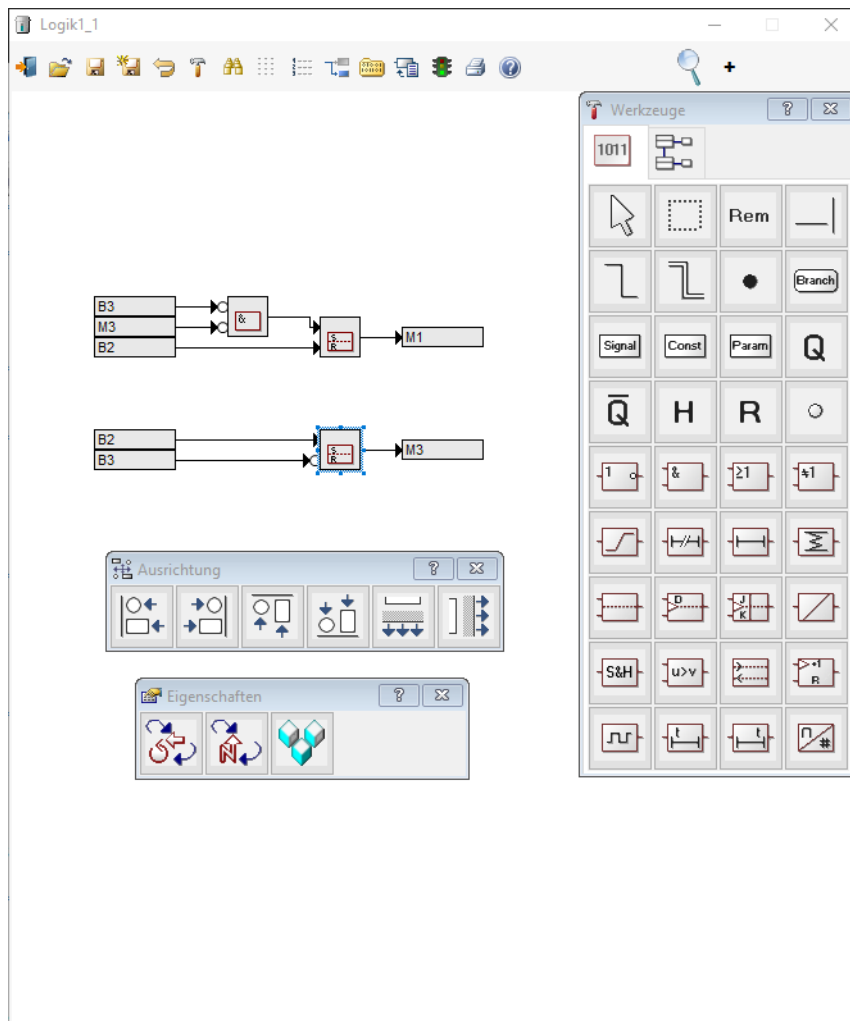 Logik1_1
+
Werkzeuge
1011
Rem
Branch
Signal Const Param Q
Q̅ H R
1 & ≥1 ≠1
D J
K
S&H u>v +1
R
t t n
#
B3
M3 &
B2 S
R M1
B2
B3 S
R M3
Ausrichtung
Eigenschaften
N